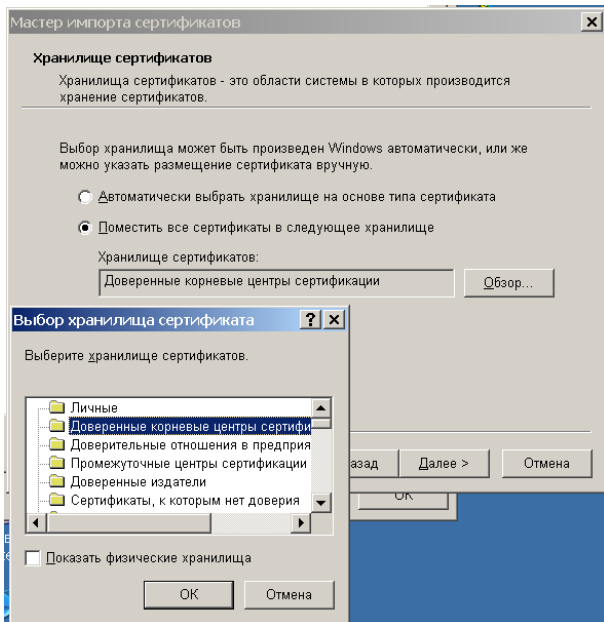 Мастер импорта сертификатов
Хранилище сертификатов
Хранилища сертификатов - это области системы в которых производится
хранение сертификатов.
Выбор хранилища может быть произведен Windows автоматически, или же
можно указать размещение сертификата вручную.
Автоматически выбрать хранилище на основе типа сертификата
Поместить все сертификаты в следующее хранилище
Хранилище сертификатов:
Доверенные корневые центры сертификации
Обзор...
Выбор хранилища сертификата
Выберите хранилище сертификатов.
Личные
Доверенные корневые центры сертифи
Доверительные отношения в предприя
Промежуточные центры сертификации
Доверенные издатели
Сертификаты, к которым нет доверия
Показать физические хранилища
ОК
Отмена
азад
Далее >
Отмена